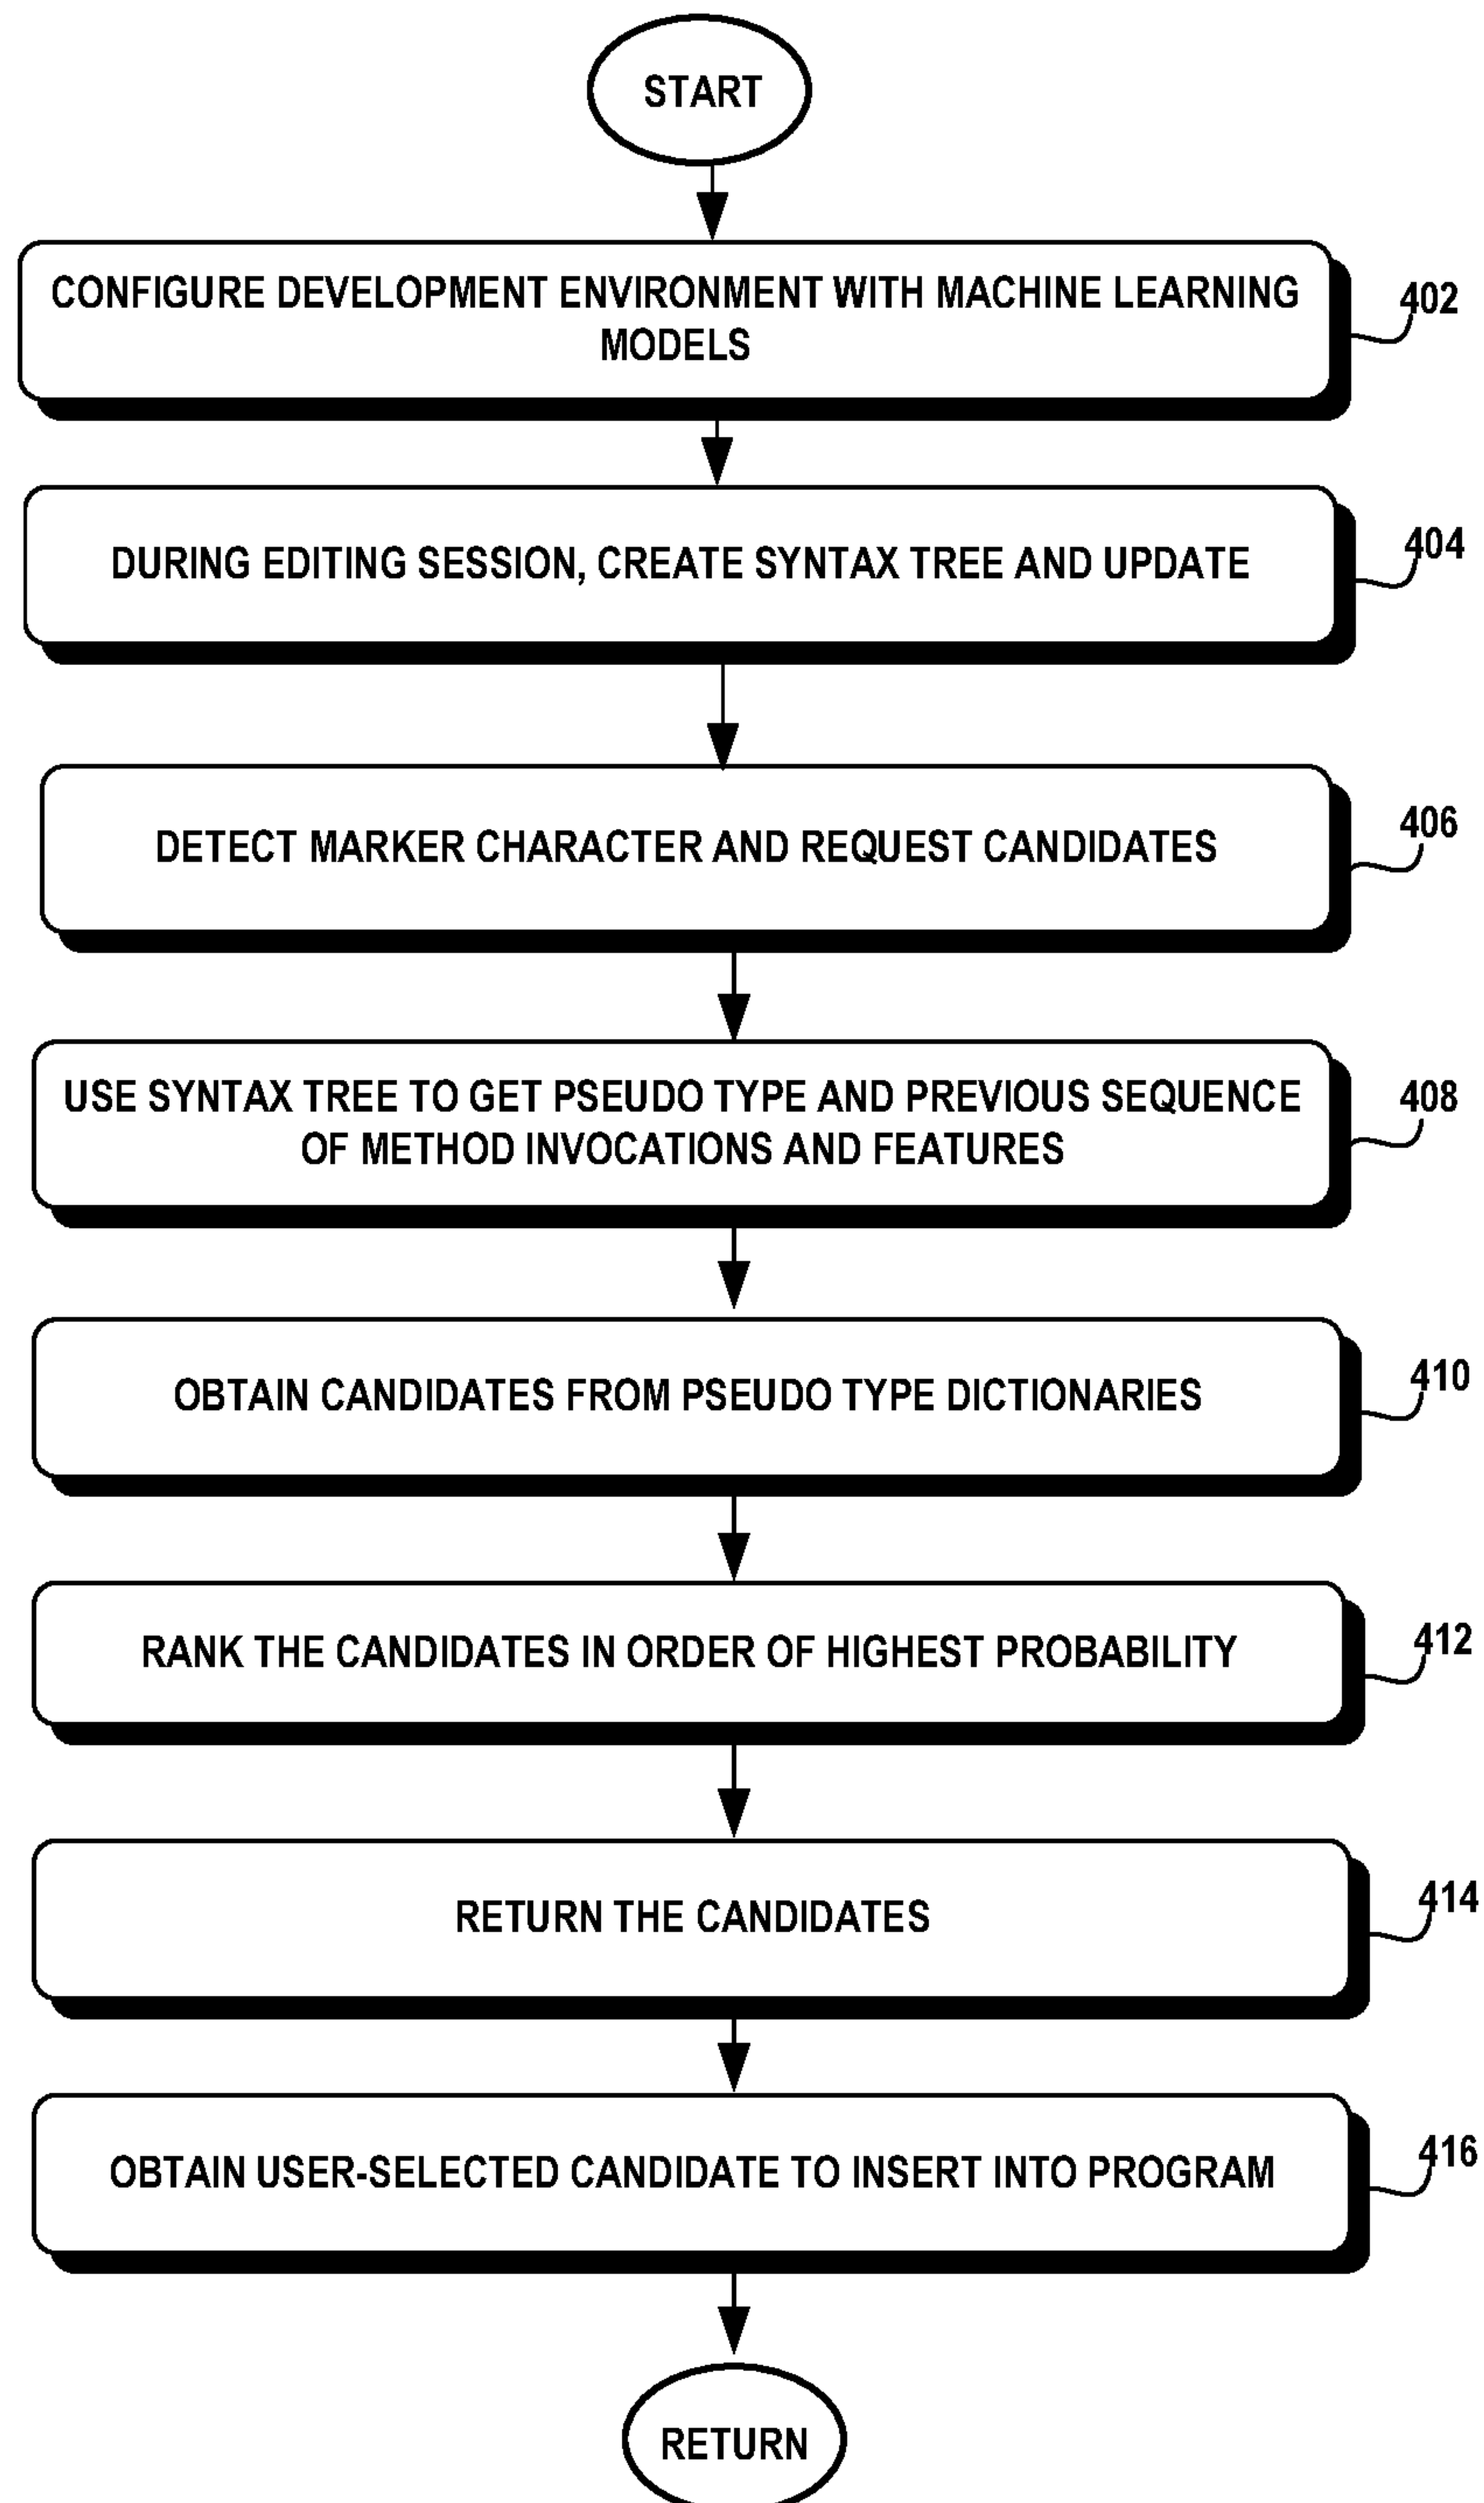 START
CONFIGURE DEVELOPMENT ENVIRONMENT WITH MACHINE LEARNING
MODELS
402
DURING EDITING SESSION, CREATE SYNTAX TREE AND UPDATE
404
DETECT MARKER CHARACTER AND REQUEST CANDIDATES
406
USE SYNTAX TREE TO GET PSEUDO TYPE AND PREVIOUS SEQUENCE
OF METHOD INVOCATIONS AND FEATURES
408
OBTAIN CANDIDATES FROM PSEUDO TYPE DICTIONARIES
410
RANK THE CANDIDATES IN ORDER OF HIGHEST PROBABILITY
412
RETURN THE CANDIDATES
414
OBTAIN USER-SELECTED CANDIDATE TO INSERT INTO PROGRAM
416
RETURN